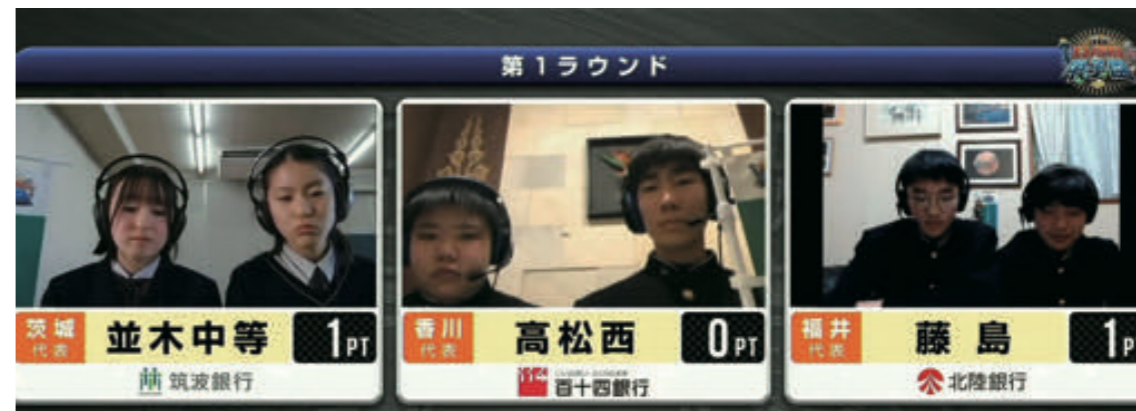 第1ラウンド
茨城
代表
並木中等
1PT
筑波銀行
香川
代表
高松西
0PT
114
百十四銀行
福井
代表
藤島
1P
北陸銀行